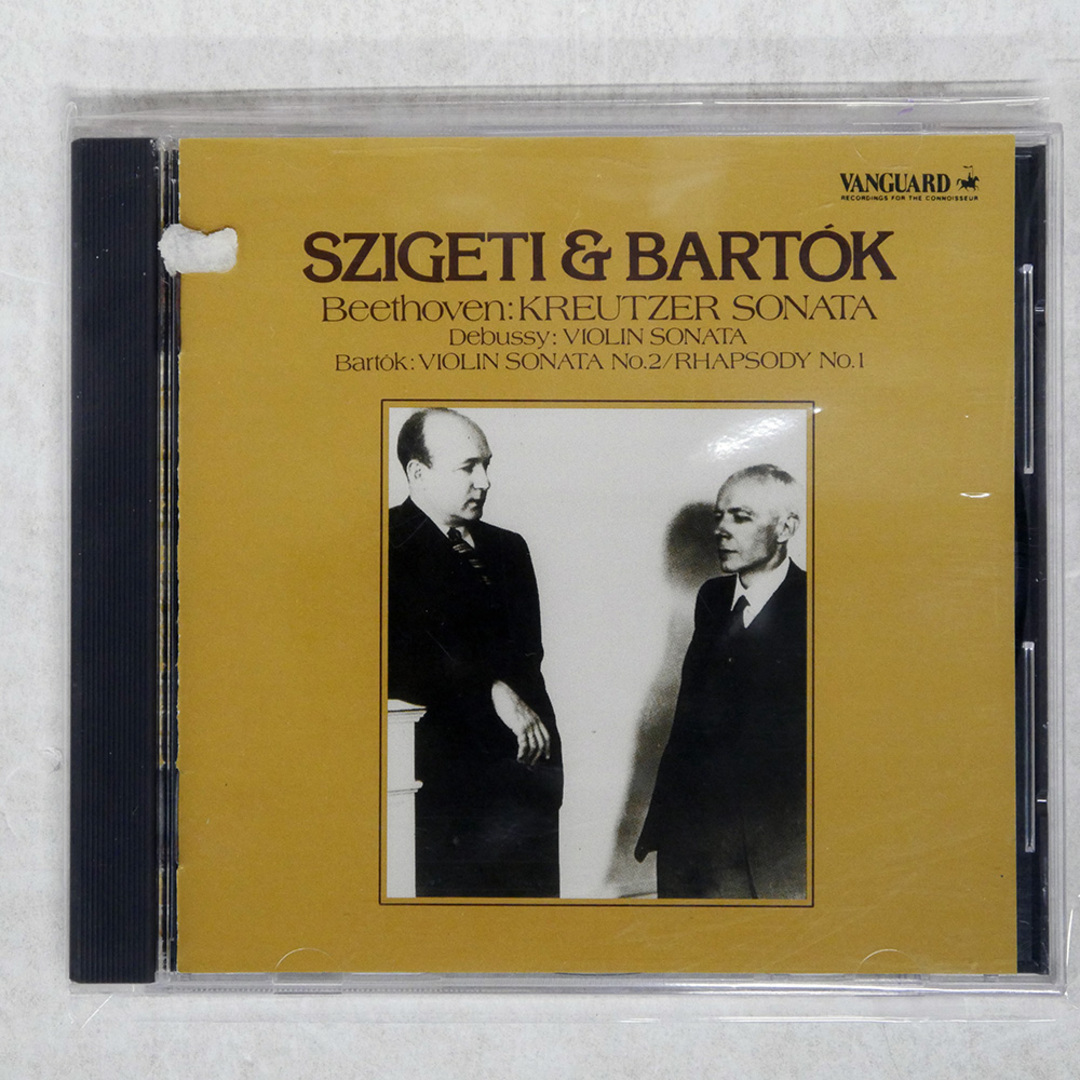 VANGUARD
RECORDINGS FOR THE CONNOISSEUR
SZIGETI & BARTÓK
Beethoven: KREUTZER SONATA
Debussy: VIOLIN SONATA
Bartók: VIOLIN SONATA No.2/RHAPSODY No.1